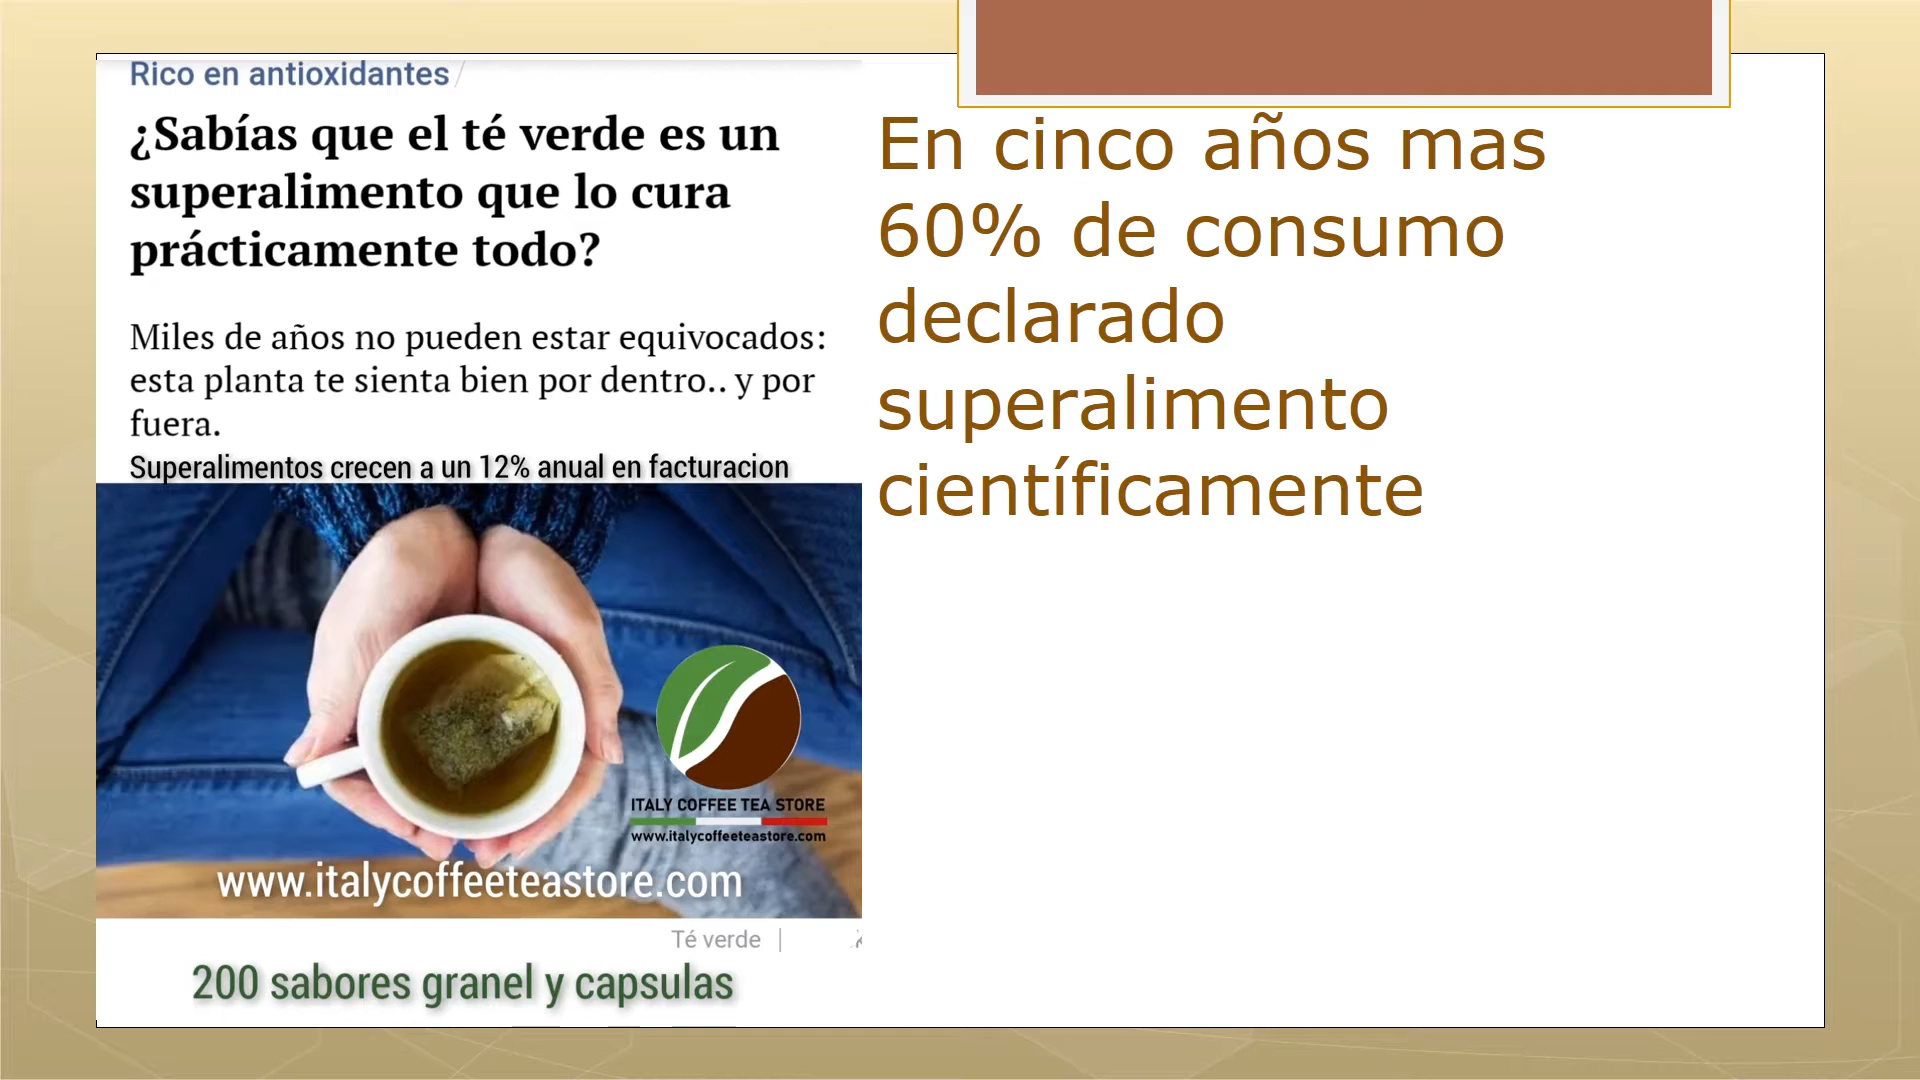 Rico en antioxidantes
¿Sabías que el té verde es un
superalimento que lo cura
prácticamente todo?
Miles de años no pueden estar equivocados:
esta planta te sienta bien por dentro.. y por
fuera.
Superalimentos crecen a un 12% anual en facturacion
ITALY COFFEE TEA STORE
www.italycoffeeteastore.com
www.italycoffeeteastore.com
Té verde |
200 sabores granel y capsulas
En cinco años mas
60% de consumo
declarado
superalimento
científicamente